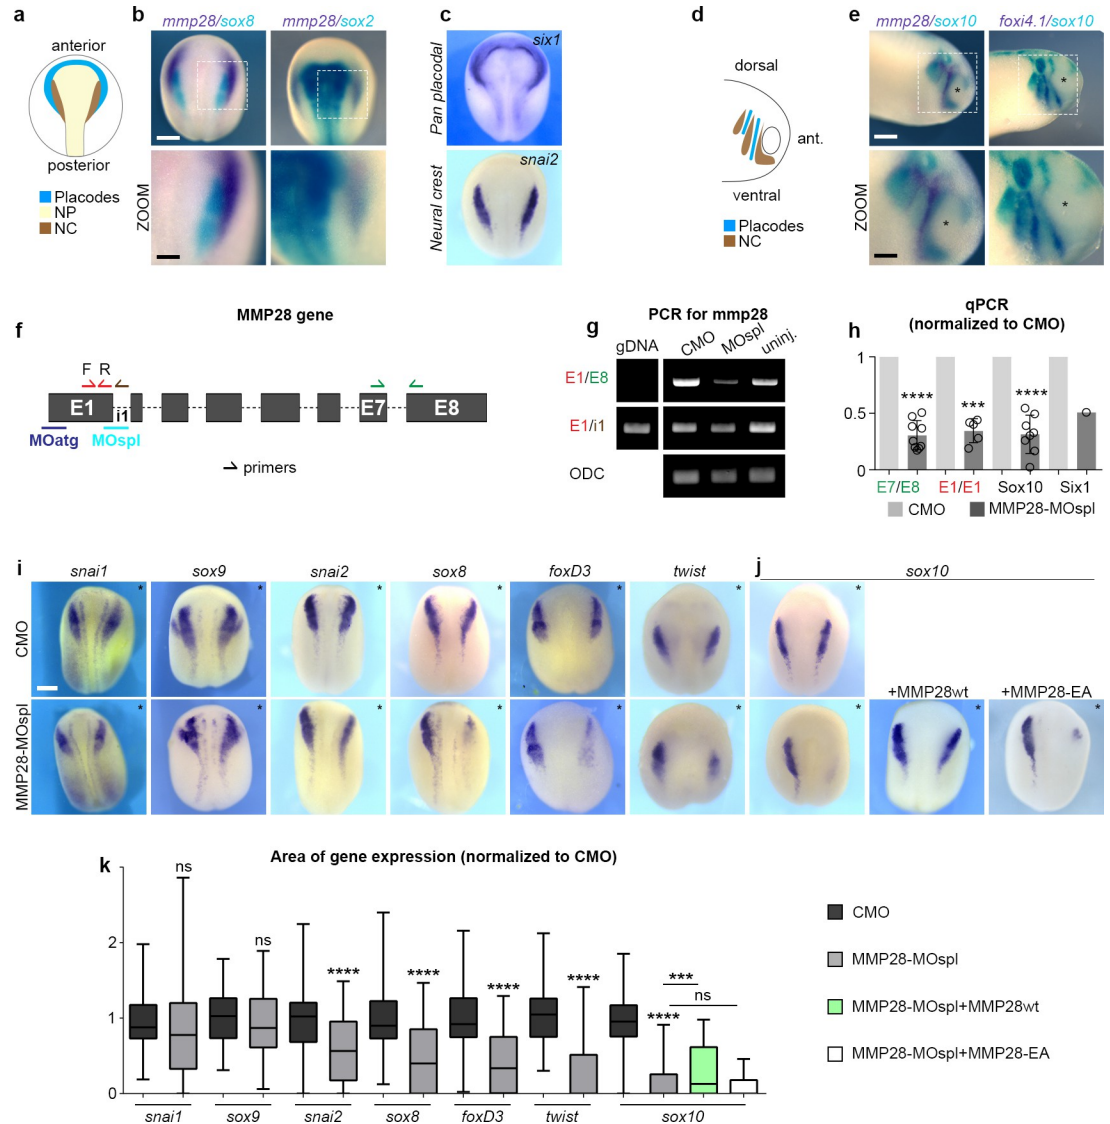 a
anterior
posterior
Placodes
NP
NC
b
mmp28/sox8
mmp28/sox2
ZOOM
c
six1
Pan placodal
snai2
Neural crest
d
dorsal
ant.
ventral
Placodes
NC
e
mmp28/sox10
foxi4.1/sox10
*
*
ZOOM
*
*
f
MMP28 gene
F R
E1
i1
E7
E8
MOatg
MOspl
primers
g
PCR for mmp28
gDNA
CMO
MOspl
uninj.
E1/E8
E1/i1
ODC
h
qPCR
(normalized to CMO)
1
0.5
0
****
***
****
E7/E8
E1/E1
Sox10
Six1
CMO
MMP28-MOspl
i
snai1
sox9
snai2
sox8
foxD3
twist
j
sox10
CMO
* * * * * * *
+MMP28wt
+MMP28-EA
MMP28-MOspl
* * * * * * * * *
k
Area of gene expression (normalized to CMO)
2
1
0
ns
ns
****
****
****
****
****
***
ns
snai1
sox9
snai2
sox8
foxD3
twist
sox10
CMO
MMP28-MOspl
MMP28-MOspl+MMP28wt
MMP28-MOspl+MMP28-EA